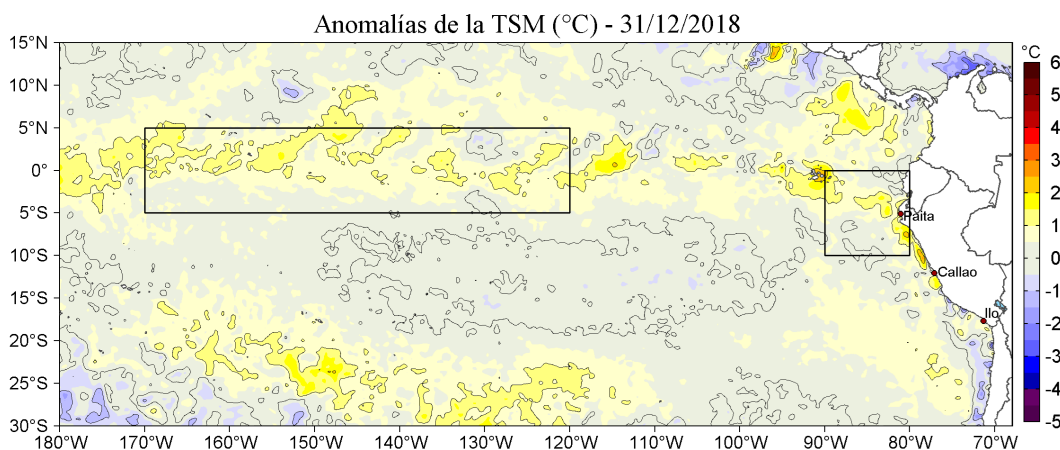 Anomalías de la TSM (°C) - 31/12/2018
15°N
10°N
5°N
0°
5°S
10°S
15°S
20°S
25°S
30°S
180°W
170°W
160°W
150°W
140°W
130°W
120°W
110°W
100°W
90°W
80°W
70°W
Paita
Callao
Ilo
°C
6
5
4
3
2
1
0
-1
-2
-3
-4
-5